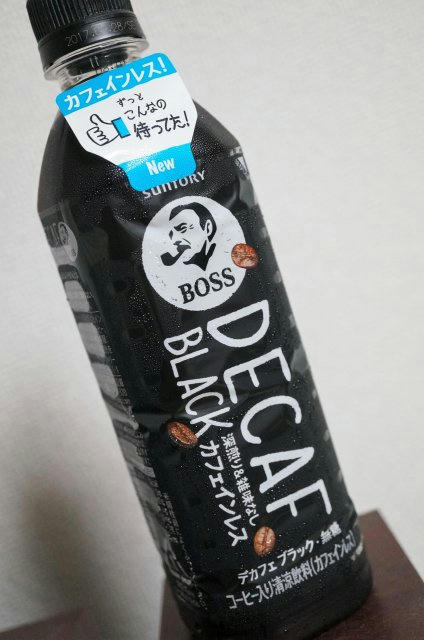 カフェインレス!
ずっと
こんなの
待ってた!
New
SUNTORY
BOSS
DECAF
BLACK
カフェインレス
深煎り&雑味なし
デカフェ ブラック・無糖
コーヒー入り清涼飲料(カフェインレス)